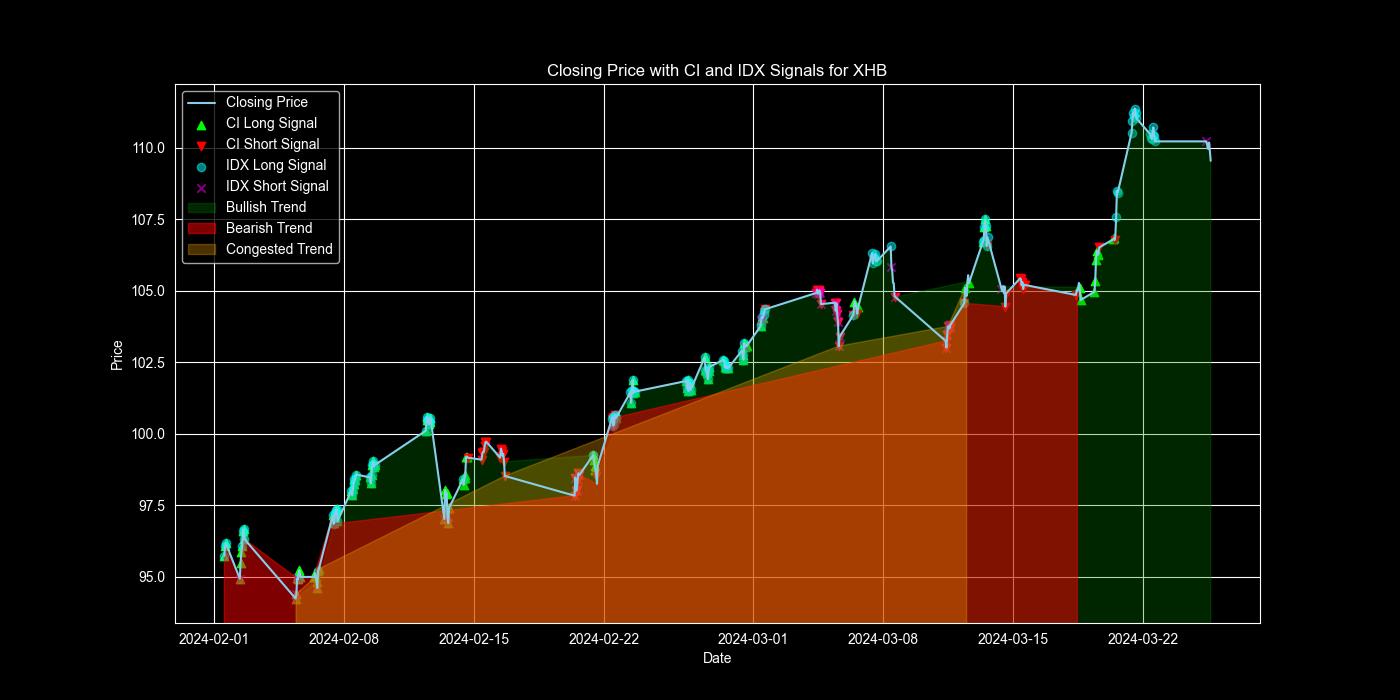 Closing Price with CI and IDX Signals for XHB
Closing Price
CI Long Signal
CI Short Signal
IDX Long Signal
IDX Short Signal
Bullish Trend
Bearish Trend
Congested Trend
Price
110.0
107.5
105.0
102.5
100.0
97.5
95.0
2024-02-01
2024-02-08
2024-02-15
2024-02-22
2024-03-01
2024-03-08
2024-03-15
2024-03-22
Date